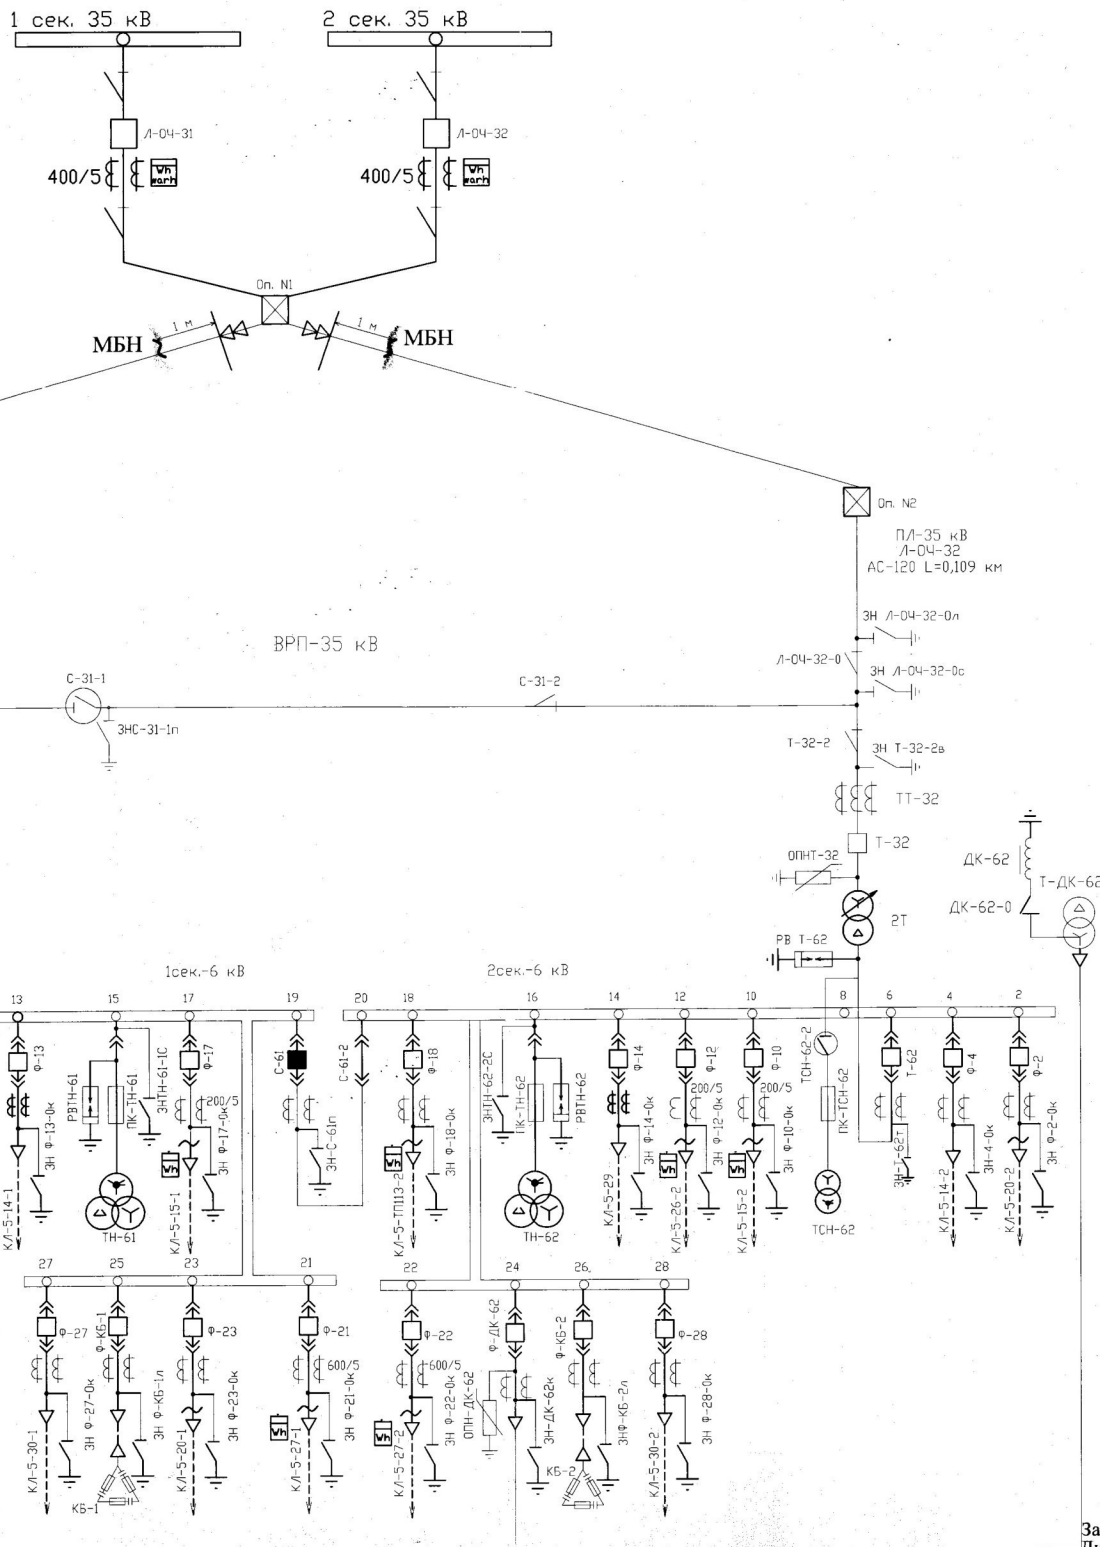 1 сек. 35 кВ
2 сек. 35 кВ
Л-ОЧ-31
Л-ОЧ-32
400/5
Wh
warh
400/5
Wh
warh
Оп. N1
1 м
1 м
МБН
МБН
Оп. N2
ПЛ-35 кВ
Л-ОЧ-32
АС-120 L=0,109 км
ЗН Л-ОЧ-32-0л
ВРП-35 кВ
Л-ОЧ-32-0
ЗН Л-ОЧ-32-0с
С-31-1
С-31-2
ЗНС-31-1п
Т-32-2
ЗН Т-32-2в
ТТ-32
Т-32
ОПНТ-32
ДК-62
Т-ДК-62
ДК-62-0
2Т
РВ Т-62
1сек.-6 кВ
2сек.-6 кВ
13
15
17
19
20
18
16
14
12
10
8
6
4
2
Ф-13
РВТН-61
ПК-ТН-61
ЗНТН-61-1С
Ф-17
С-61
С-61-2
Ф-18
ЗНТН-62-2С
ПК-ТН-62
РВТН-62
Ф-14
Ф-12
Ф-10
ТСН-62-2
ПК-ТСН-62
Т-62
Ф-4
Ф-2
200/5
200/5
200/5
ЗН Ф-13-0к
ЗН Ф-17-0к
ЗН-С-61п
ЗН Ф-18-0к
ЗН Ф-14-0к
ЗН Ф-12-0к
ЗН Ф-10-0к
ЗН-Т-62т
ЗН-4-0к
ЗН Ф-2-0к
Wh
Wh
Wh
Wh
КЛ-5-14-1
ТН-61
КЛ-5-15-1
КЛ-5-ТП113-2
ТН-62
КЛ-5-29
КЛ-5-26-2
КЛ-5-15-2
ТСН-62
КЛ-5-14-2
КЛ-5-20-2
27
25
23
21
22
24
26
28
Ф-27
Ф-КБ-1
Ф-23
Ф-21
Ф-22
Ф-ДК-62
Ф-КБ-2
Ф-28
600/5
600/5
ЗН Ф-27-0к
ЗН Ф-КБ-1л
ЗН Ф-23-0к
ЗН Ф-21-0к
ЗН Ф-22-0к
ОПН-ДК-62
ЗН-ДК-62к
ЗНФ-КБ-2л
ЗН Ф-28-0к
Wh
Wh
КЛ-5-30-1
КБ-1
КЛ-5-20-1
КЛ-5-27-1
КЛ-5-27-2
КБ-2
КЛ-5-30-2
За